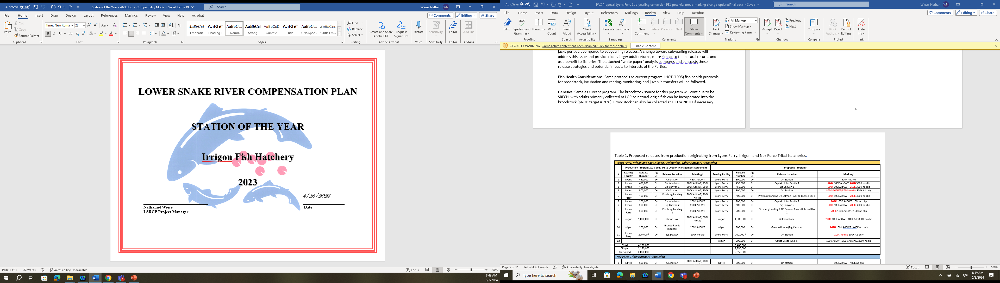 AutoSave Off
Station of the Year - 2023.doc - Compatibility Mode • Saved to this PC
Search
Wiese, Nathan WN
File Home Insert Draw Design Layout References Mailings Review View Help Acrobat
Comments Editing Share
Paste Cut Copy Format Painter
Times New Roma 28
AaBbCcI Emphasis
AaBbC Heading 1
AaBbCcI ¶ Normal
AaBbCcI Strong
AaBbCcD Subtitle
AaBbC Title
AaBbCcI ¶ No Spac...
AaBbCcI Subtle Em...
Find Replace Select
Create and Share Adobe PDF
Request Signatures
Dictate Sensitivity Editor Add-ins
Clipboard Font Paragraph Styles Editing Adobe Acrobat Voice Sensitivity Editor Add-ins
LOWER SNAKE RIVER COMPENSATION PLAN
STATION OF THE YEAR
Irrigon Fish Hatchery
2023
4/26/2023
Nathaniel Wiese Date
LSRCP Project Manager
Page 1 of 1 22 words Accessibility: Unavailable Focus 100%
8:49 AM
5/3/2024
AutoSave Off
PAC Proposal-Lyons Ferry Sub-yearling conversion PBL potential move marking change_updatedfinal.docx • Saved
Search
Wiese, Nathan WN
File Home Insert Draw Design Layout References Mailings Review View Help Acrobat
Comments Editing Share
Editor
Spelling and Grammar
Thesaurus
Word Count
Read Aloud
Check Accessibility
Translate
Language
New Comment
Delete
Previous
Next
Show Comments
Track Changes
All Markup
Show Markup
Reviewing Pane
Accept
Reject
Previous
Next
Compare
Block Authors
Restrict Editing
Hide Ink
Proofing Speech Accessibility Language Comments Tracking Changes Compare Protect Ink
SECURITY WARNING Some active content has been disabled. Click for more details. Enable Content
jacks per adult compared to subyearling releases. A change toward subyearling releases will
address this issue and provide older, larger adult returns, more similar to the natural returns and
as a benefit to fisheries. The attached “white paper” analysis compares and contrasts these
release strategies and potential impacts to interests of the Parties.
Fish Health Considerations: Same protocols as current program. IHOT (1995) fish health protocols
for broodstock, incubation and rearing, monitoring, and juvenile transfers will be followed.
Genetics: Same as current program. The broodstock source for this program will continue to be
SRFCH, with adults primarily collected at LGR so natural-origin fish can be incorporated into the
broodstock (pNOB target = 30%). Broodstock can also be collected at LFH or NPTH if necessary.
5
6
Table 1. Proposed releases from production originating from Lyons Ferry, Irrigon, and Nez Perce Tribal hatcheries.
Lyons Ferry, Irrigon and Fall Chinook Acclimation Project Hatchery Production
Production Program 2018-2027 US vs Oregon Management Agreement Proposed Program¹
# Rearing Facility Release Number Age Release Location Marking² Rearing Facility Release Number Age Release Location Marking²
1 Lyons 450,000 1+ On Station 450K AdCWT Lyons Ferry 500,000 0+ On Station 500K AdCWT
2 Lyons 450,000 0+ Captain John 200K AdCWT, 250K Lyons Ferry 450,000 0+ Captain John Rapids 1 200K 100K AdCWT, 250K 350K no clip
3 Lyons 450,000 0+ Big Canyon 1 200K AdCWT, 250K Lyons Ferry 450,000 0+ Big Canyon 1 200K 100K AdCWT, 250K 350K no clip
4 Lyons 500,000 0+ On Station 200K AdCWT, 300K Lyons Ferry 500,000 0+ On Station 200K AdCWT, 300K no clip 500K Ad only
5 Lyons Ferry 400,000 0+ Pittsburg Landing 1 200K AdCWT, 200K no clip Lyons Ferry 400,000 0+ Pittsburg Landing OR Salmon River @ Russell Bar 1 200K 100K AdCWT, 200K 300K no clip
6 Lyons 200,000 0+ Captain John 200K AdCWT Lyons Ferry 200,000 0+ Captain John Rapids 2 200K 100K AdCWT; 100k no clip
7 Lyons 200,000 0+ Big Canyon 2 200K AdCWT Lyons Ferry 400,000 0+ Big Canyon 2 200K 100K AdCWT, 200K 300K no clip
8 Lyons Ferry 200,000 0+ Pittsburg Landing 2 200K AdCWT Lyons Ferry 200,000 0+ Pittsburg Landing 2 OR Salmon River @ Russel Bar 2 200K 100K AdCWT; 100k no clip
9 Irrigon 1,000,000 0+ Salmon River 200K AdCWT, 800K no clip Irrigon 1,000,000 0+ Salmon River 200K 100K AdCWT, 100k Ad; 800K no clip
10 Irrigon 200,000 0+ Grande Ronde (Cougar) 200K AdCWT Irrigon 500,000 0+ Grande Ronde (Big Canyon) 200K 100K AdCWT, 400K Ad only
11 Lyons Ferry 200,000 ² 0+ On Station 200K no clip Lyons Ferry 200,000 ³ 0+ On Station 200K no clip 200K Ad only
12 Irrigon 600,000 0+ Couse Creek (Snake) 100K AdCWT, 250K Ad only, 250K noclip
Total 4,250,000 5,400,000
Clipped 2,250,000 2,850,000
Unclipped 2,000,000 2,550,000
Nez Perce Tribal Hatchery Production
1 NPTH 500,000 0+ On station 100K AdCWT, 400K NPTH 500,000 0+ On station 100K AdCWT, 400K no clip
Page 5 of 11 149 of 4393 words Accessibility: Investigate Focus 100%
Type here to search
8:49 AM
5/3/2024